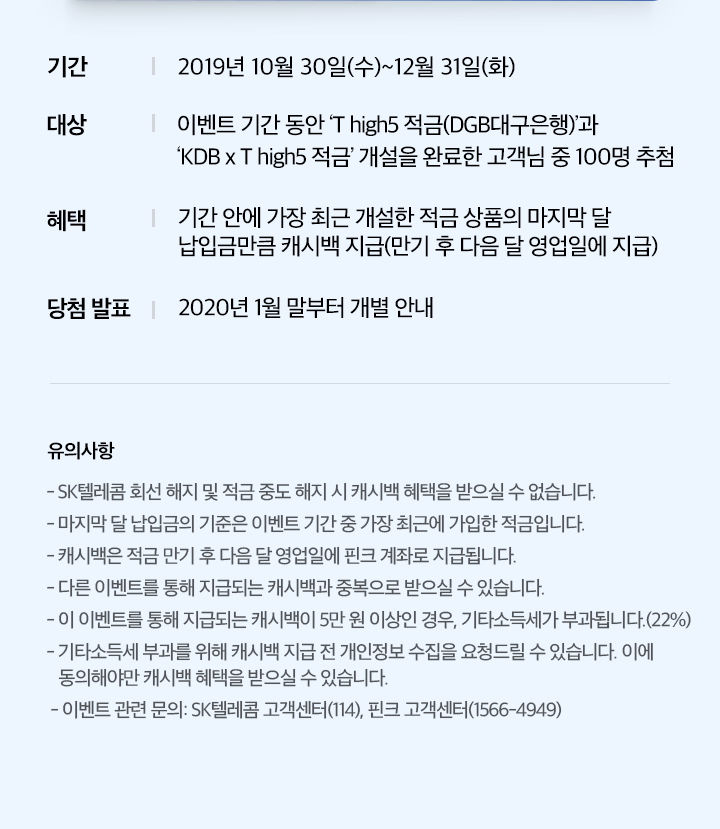 기간 | 2019년 10월 30일(수)~12월 31일(화)
대상 | 이벤트 기간 동안 ‘T high5 적금(DGB대구은행)’과
‘KDB x T high5 적금’ 개설을 완료한 고객님 중 100명 추첨
혜택 | 기간 안에 가장 최근 개설한 적금 상품의 마지막 달
납입금만큼 캐시백 지급(만기 후 다음 달 영업일에 지급)
당첨 발표 | 2020년 1월 말부터 개별 안내
유의사항
- SK텔레콤 회선 해지 및 적금 중도 해지 시 캐시백 혜택을 받으실 수 없습니다.
- 마지막 달 납입금의 기준은 이벤트 기간 중 가장 최근에 가입한 적금입니다.
- 캐시백은 적금 만기 후 다음 달 영업일에 핀크 계좌로 지급됩니다.
- 다른 이벤트를 통해 지급되는 캐시백과 중복으로 받으실 수 있습니다.
- 이 이벤트를 통해 지급되는 캐시백이 5만 원 이상인 경우, 기타소득세가 부과됩니다.(22%)
- 기타소득세 부과를 위해 캐시백 지급 전 개인정보 수집을 요청드릴 수 있습니다. 이에
동의해야만 캐시백 혜택을 받으실 수 있습니다.
- 이벤트 관련 문의: SK텔레콤 고객센터(114), 핀크 고객센터(1566-4949)